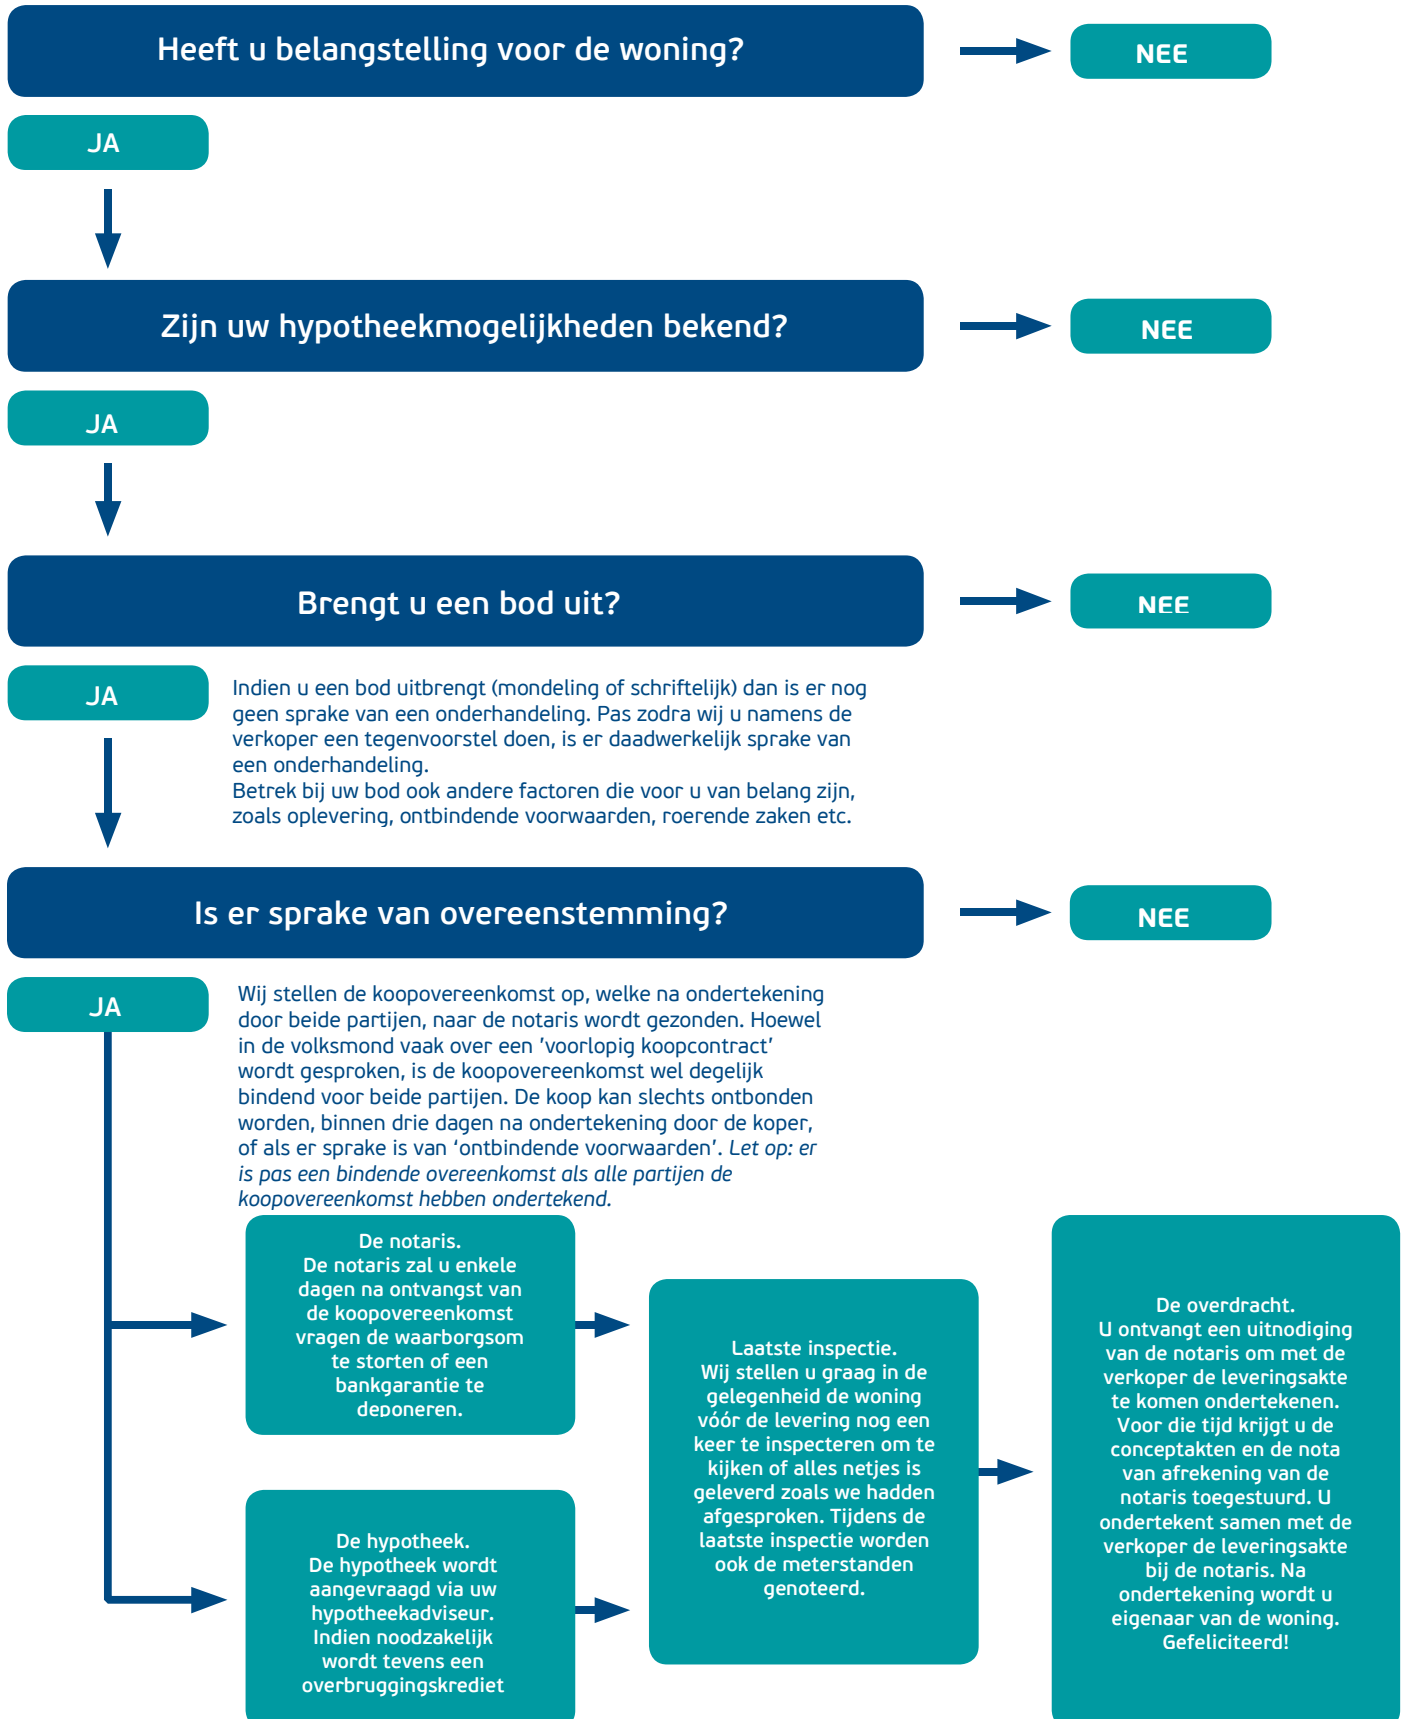 Heeft u belangstelling voor de woning?
NEE
JA
Zijn uw hypotheekmogelijkheden bekend?
NEE
JA
Brengt u een bod uit?
NEE
JA
Indien u een bod uitbrengt (mondeling of schriftelijk) dan is er nog
geen sprake van een onderhandeling. Pas zodra wij u namens de
verkoper een tegenvoorstel doen, is er daadwerkelijk sprake van
een onderhandeling.
Betrek bij uw bod ook andere factoren die voor u van belang zijn,
zoals oplevering, ontbindende voorwaarden, roerende zaken etc.
Is er sprake van overeenstemming?
NEE
JA
Wij stellen de koopovereenkomst op, welke na ondertekening
door beide partijen, naar de notaris wordt gezonden. Hoewel
in de volksmond vaak over een 'voorlopig koopcontract'
wordt gesproken, is de koopovereenkomst wel degelijk
bindend voor beide partijen. De koop kan slechts ontbonden
worden, binnen drie dagen na ondertekening door de koper,
of als er sprake is van ‘ontbindende voorwaarden’. Let op: er
is pas een bindende overeenkomst als alle partijen de
koopovereenkomst hebben ondertekend.
De notaris.
De notaris zal u enkele
dagen na ontvangst van
de koopovereenkomst
vragen de waarborgsom
te storten of een
bankgarantie te
deponeren.
De hypotheek.
De hypotheek wordt
aangevraagd via uw
hypotheekadviseur.
Indien noodzakelijk
wordt tevens een
overbruggingskrediet
Laatste inspectie.
Wij stellen u graag in de
gelegenheid de woning
vóór de levering nog een
keer te inspecteren om te
kijken of alles netjes is
geleverd zoals we hadden
afgesproken. Tijdens de
laatste inspectie worden
ook de meterstanden
genoteerd.
De overdracht.
U ontvangt een uitnodiging
van de notaris om met de
verkoper de leveringsakte
te komen ondertekenen.
Voor die tijd krijgt u de
conceptakten en de nota
van afrekening van de
notaris toegestuurd. U
ondertekent samen met de
verkoper de leveringsakte
bij de notaris. Na
ondertekening wordt u
eigenaar van de woning.
Gefeliciteerd!